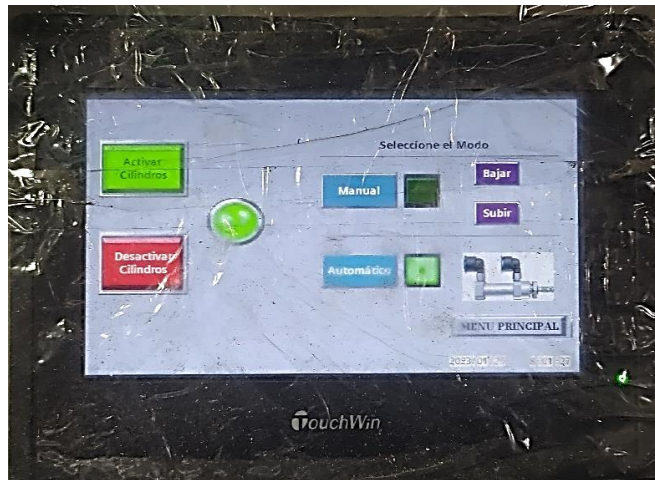 Seleccione el Modo
Activar
Cilindros
Manual
Bajar
Subir
Desactivar
Cilindros
Automático
MENU PRINCIPAL
TouchWin